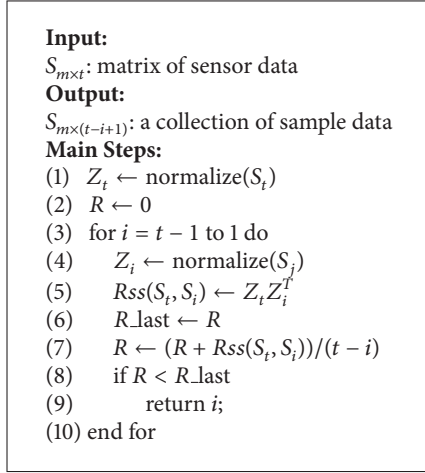 Input:
S_{m×t}: matrix of sensor data
Output:
S_{m×(t−i+1)}: a collection of sample data
Main Steps:
(1) Z_t ← normalize(S_t)
(2) R ← 0
(3) for i = t − 1 to 1 do
(4) Z_i ← normalize(S_j)
(5) Rss(S_t, S_i) ← Z_t Z_i^T
(6) R_last ← R
(7) R ← (R + Rss(S_t, S_i))/(t − i)
(8) if R < R_last
(9) return i;
(10) end for